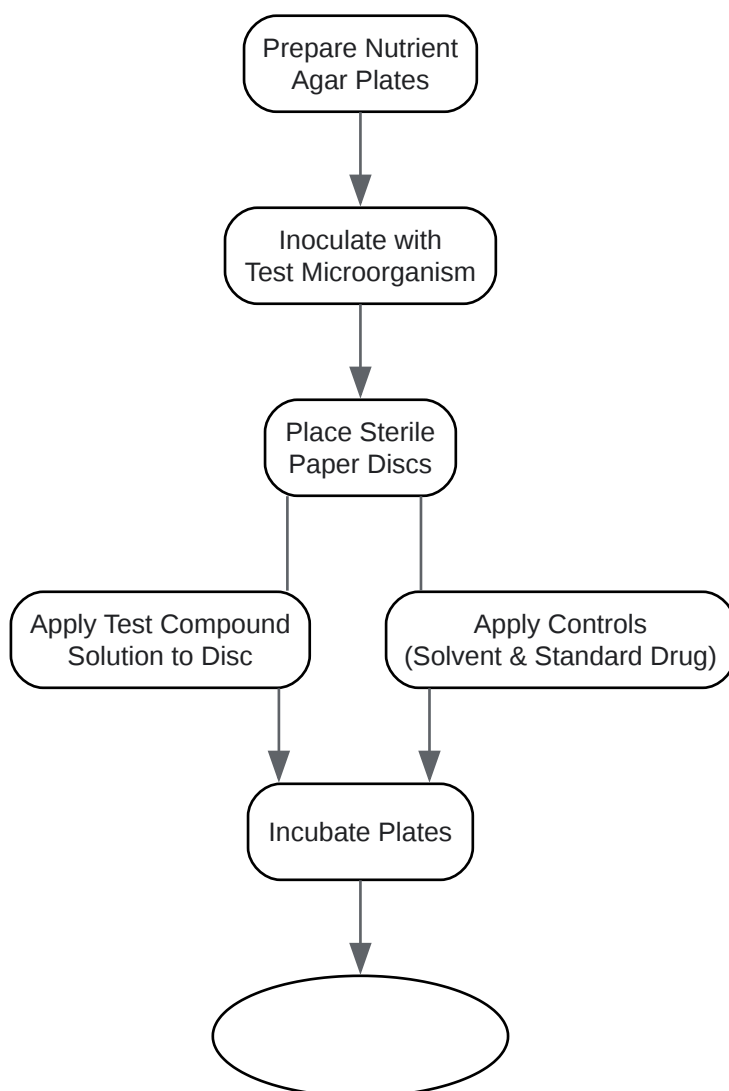 Prepare Nutrient
Agar Plates
Inoculate with
Test Microorganism
Place Sterile
Paper Discs
Apply Test Compound
Solution to Disc
Apply Controls
(Solvent & Standard Drug)
Incubate Plates